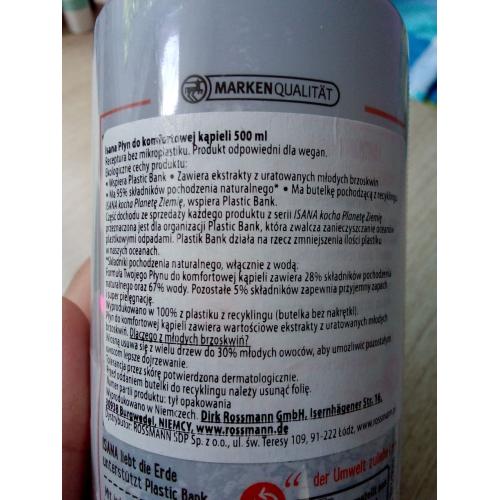 MARKENQUALITÄT
Isana Płyn do komfortowej kąpieli 500 ml
Receptura bez mikroplastiku. Produkt odpowiedni dla wegan.
Ekologiczne cechy produktu:
• Wspiera Plastic Bank • Zawiera ekstrakty z uratowanych młodych brzoskwiń
• Ma 95% składników pochodzenia naturalnego* • Ma butelkę pochodzącą z recyklingu
ISANA kocha Planetę Ziemię, wspiera Plastic Bank.
Część dochodu ze sprzedaży każdego produktu z serii ISANA kocha Planetę Ziemię
przeznaczona jest dla organizacji Plastic Bank, która zwalcza zanieczyszczanie oceanów
plastikowymi odpadami. Plastik Bank działa na rzecz zmniejszenia ilości plastiku
w naszych oceanach.
*Składniki pochodzenia naturalnego, włącznie z wodą.
Formuła Twojego Płynu do komfortowej kąpieli zawiera 28% składników pochodzenia
naturalnego oraz 67% wody. Pozostałe 5% składników zapewnia przyjemny zapach
i super pielęgnację.
Wyprodukowano w 100% z plastiku z recyklingu (butelka bez nakrętki).
Płyn do komfortowej kąpieli zawiera wartościowe ekstrakty z uratowanych młodych
brzoskwiń. Dlaczego z młodych brzoskwiń?
Wiosną usuwa się z wielu drzew do 30% młodych owoców, aby umożliwić pozostałym
owocom lepsze dojrzewanie.
Tolerancja przez skórę potwierdzona dermatologicznie.
Przed oddaniem butelki do recyklingu należy usunąć folię.
Numer partii produktu: tył opakowania
Wyprodukowano w Niemczech. Dirk Rossmann GmbH, Isernhägener Str. 16,
30938 Burgwedel, NIEMCY, www.rossmann.de
Dystrybutor: ROSSMANN SDP Sp. z o.o., ul. św. Teresy 109, 91-222 Łódź, www.rossmann.
ISANA liebt die Erde
unterstützt Plastic Bank
" der Umwelt zuliebe